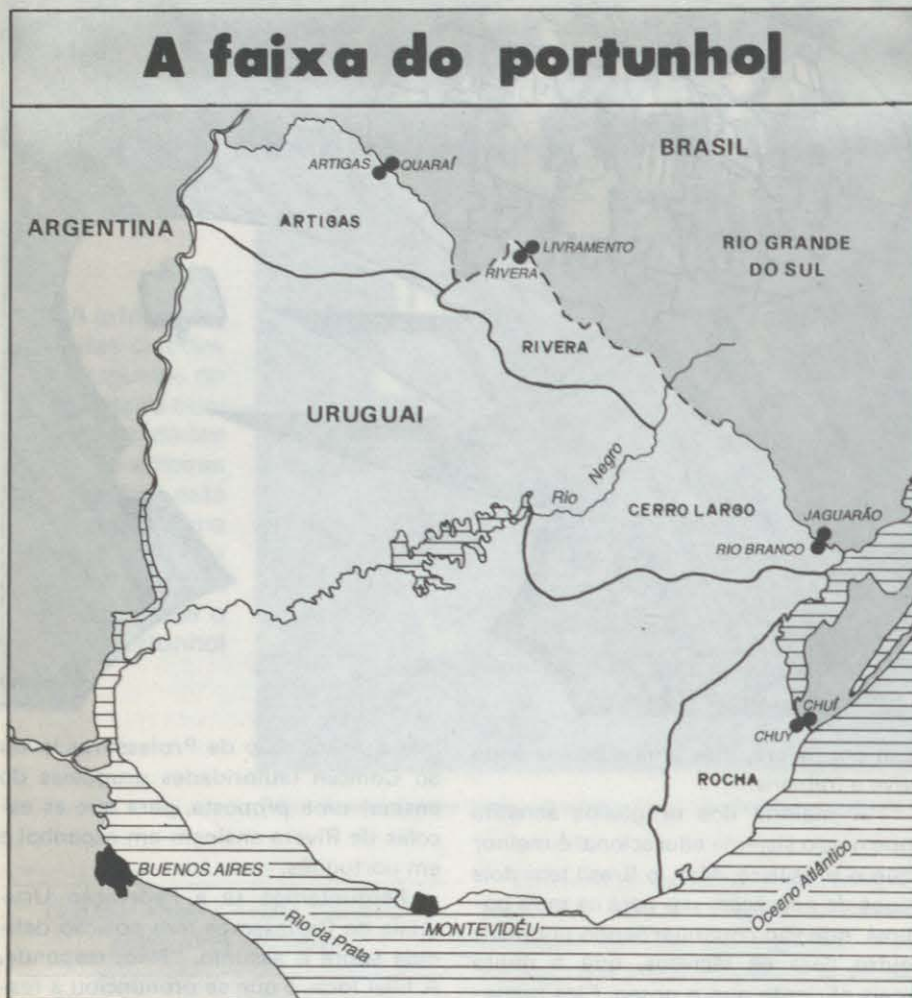 A faixa do portunhol
BRASIL
ARTIGAS
QUARAÍ
ARGENTINA
ARTIGAS
LIVRAMENTO
RIO GRANDE
DO SUL
RIVERA
RIVERA
URUGUAI
Rio Negro
CERRO LARGO
JAGUARÃO
RIO BRANCO
CHUÍ
CHUY
ROCHA
BUENOS AIRES
Oceano Atlântico
Rio da Prata
MONTEVIDÉU